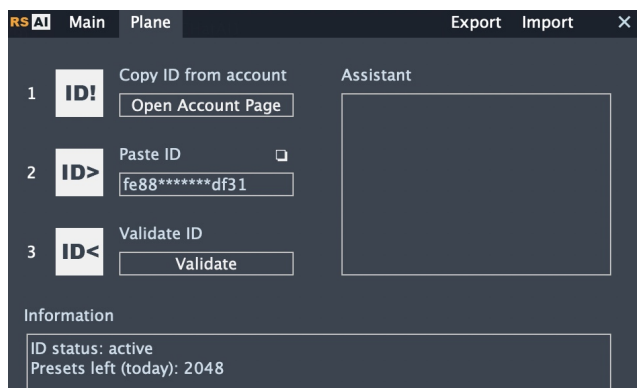 RS AI Main Plane Export Import ×
Copy ID from account Assistant
1 ID! Open Account Page
Paste ID
2 ID> fe88*******df31
Validate ID
3 ID< Validate
Information
ID status: active
Presets left (today): 2048